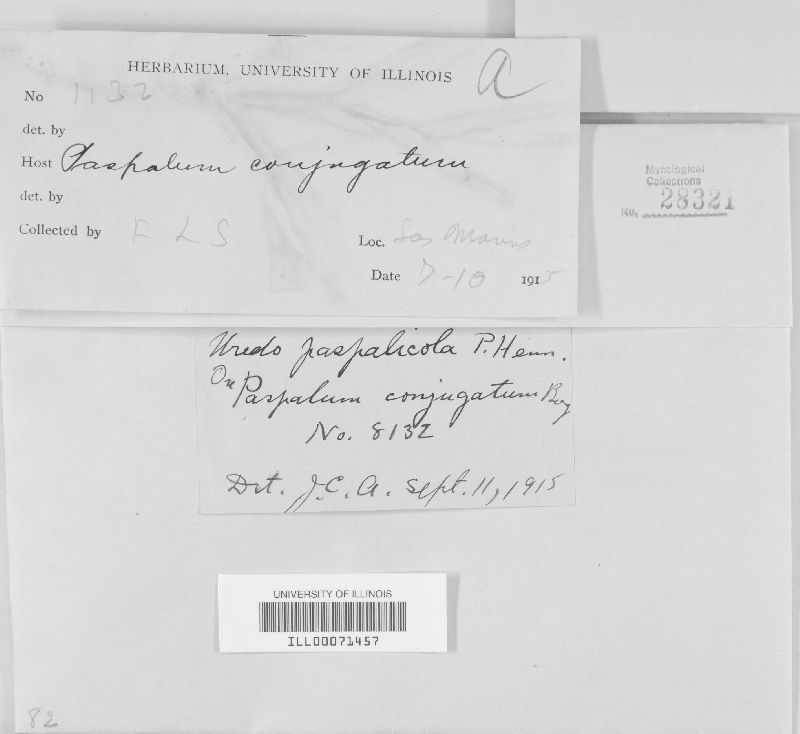 HERBARIUM, UNIVERSITY OF ILLINOIS
a
No 1132
det. by
Host Paspalum conjugatum
det. by
Collected by F L S
Loc. Las Marias
Date 7-10 1915
Mycological
Collections
No. 28321
Uredo paspalicola P. Henn.
On Paspalum conjugatum Berg
No. 8132
Det. J.C.A. Sept. 11, 1915
UNIVERSITY OF ILLINOIS
ILL00071457
82